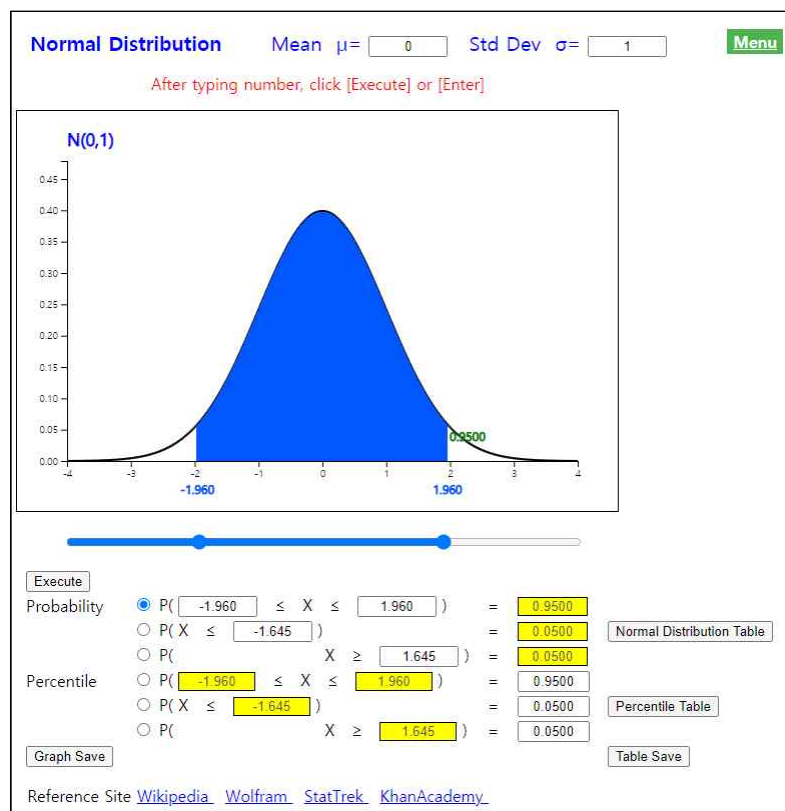 Normal Distribution Mean μ= 0 Std Dev σ= 1 Menu
After typing number, click [Execute] or [Enter]
N(0,1)
0.45
0.40
0.35
0.30
0.25
0.20
0.15
0.10
0.05
0.9500
0.00
-4 -3 -2 -1 0 1 2 3 4
-1.960 1.960
Execute
Probability P( -1.960 ≤ X ≤ 1.960 ) = 0.9500
P( X ≤ -1.645 ) = 0.0500 Normal Distribution Table
P( X ≥ 1.645 ) = 0.0500
Percentile P( -1.960 ≤ X ≤ 1.960 ) = 0.9500
P( X ≤ -1.645 ) = 0.0500 Percentile Table
P( X ≥ 1.645 ) = 0.0500
Graph Save Table Save
Reference Site Wikipedia Wolfram StatTrek KhanAcademy